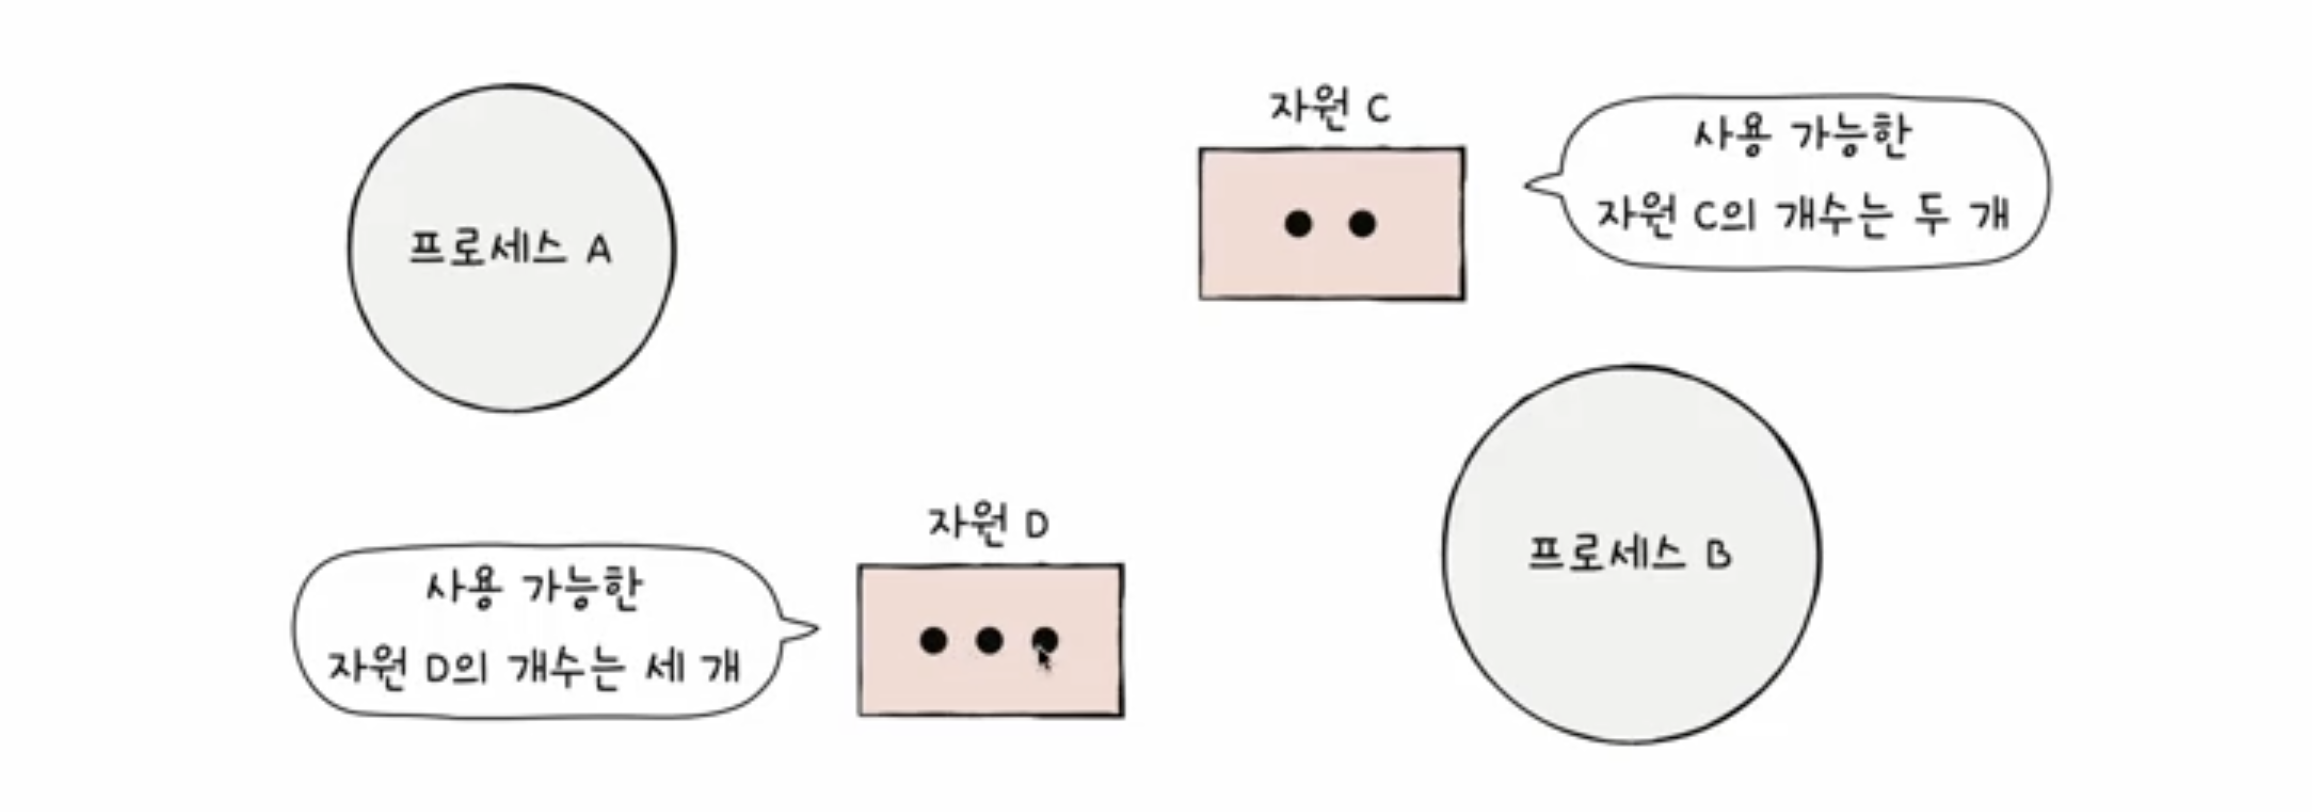 프로세스 A
자원 C
사용 가능한
자원 C의 개수는 두 개
자원 D
사용 가능한
자원 D의 개수는 세 개
프로세스 B